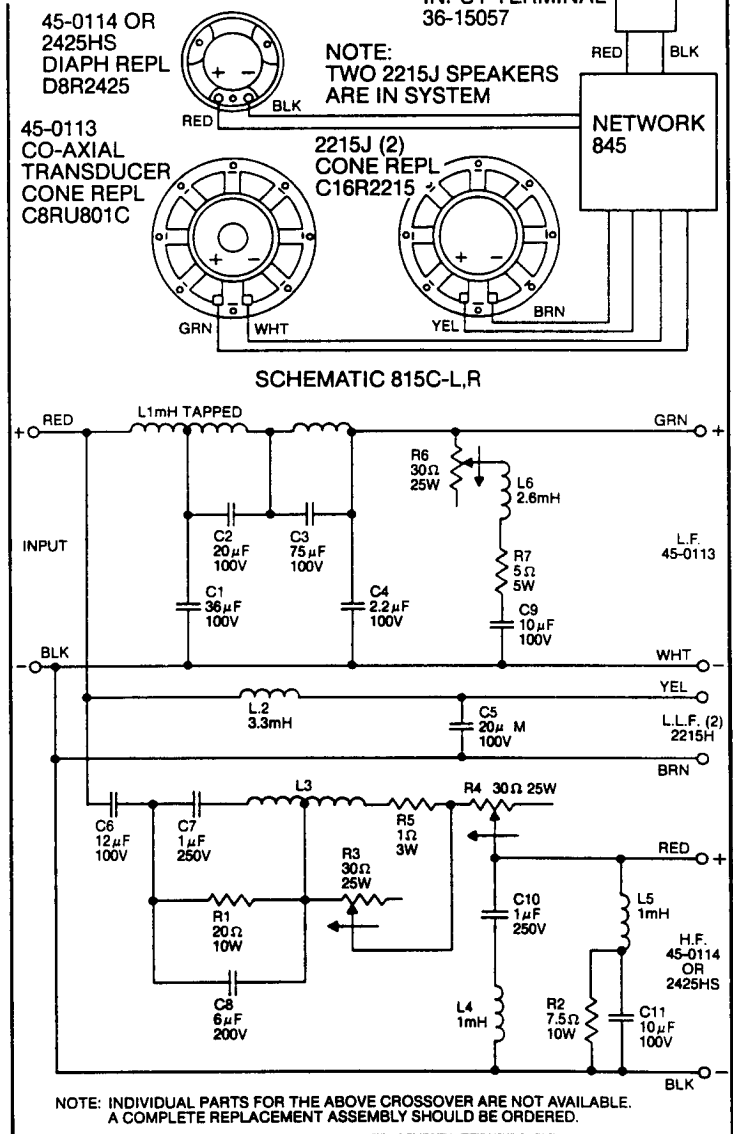 INPUT TERMINAL
36-15057
45-0114 OR
2425HS
DIAPH REPL
D8R2425
NOTE:
TWO 2215J SPEAKERS
ARE IN SYSTEM
RED
BLK
+ −
RED
BLK
NETWORK
845
45-0113
CO-AXIAL
TRANSDUCER
CONE REPL
C8RU801C
2215J (2)
CONE REPL
C16R2215
+ −
+ −
GRN
WHT
YEL
BRN
SCHEMATIC 815C-L,R
+ RED
L1mH TAPPED
GRN +
R6
30Ω
25W
L6
2.6mH
INPUT
C2
20µF
100V
C3
75µF
100V
L.F.
45-0113
R7
5Ω
5W
C1
36µF
100V
C4
2.2µF
100V
C9
10µF
100V
− BLK
WHT −
YEL
L.2
3.3mH
C5
20µ M
100V
L.L.F. (2)
2215H
BRN
C6
12µF
100V
C7
1µF
250V
L3
R5
1Ω
3W
R4 30Ω 25W
R3
30Ω
25W
RED +
R1
20Ω
10W
C10
1µF
250V
L5
1mH
H.F.
45-0114
OR
2425HS
C8
6µF
200V
L4
1mH
R2
7.5Ω
10W
C11
10µF
100V
BLK −
NOTE: INDIVIDUAL PARTS FOR THE ABOVE CROSSOVER ARE NOT AVAILABLE.
A COMPLETE REPLACEMENT ASSEMBLY SHOULD BE ORDERED.